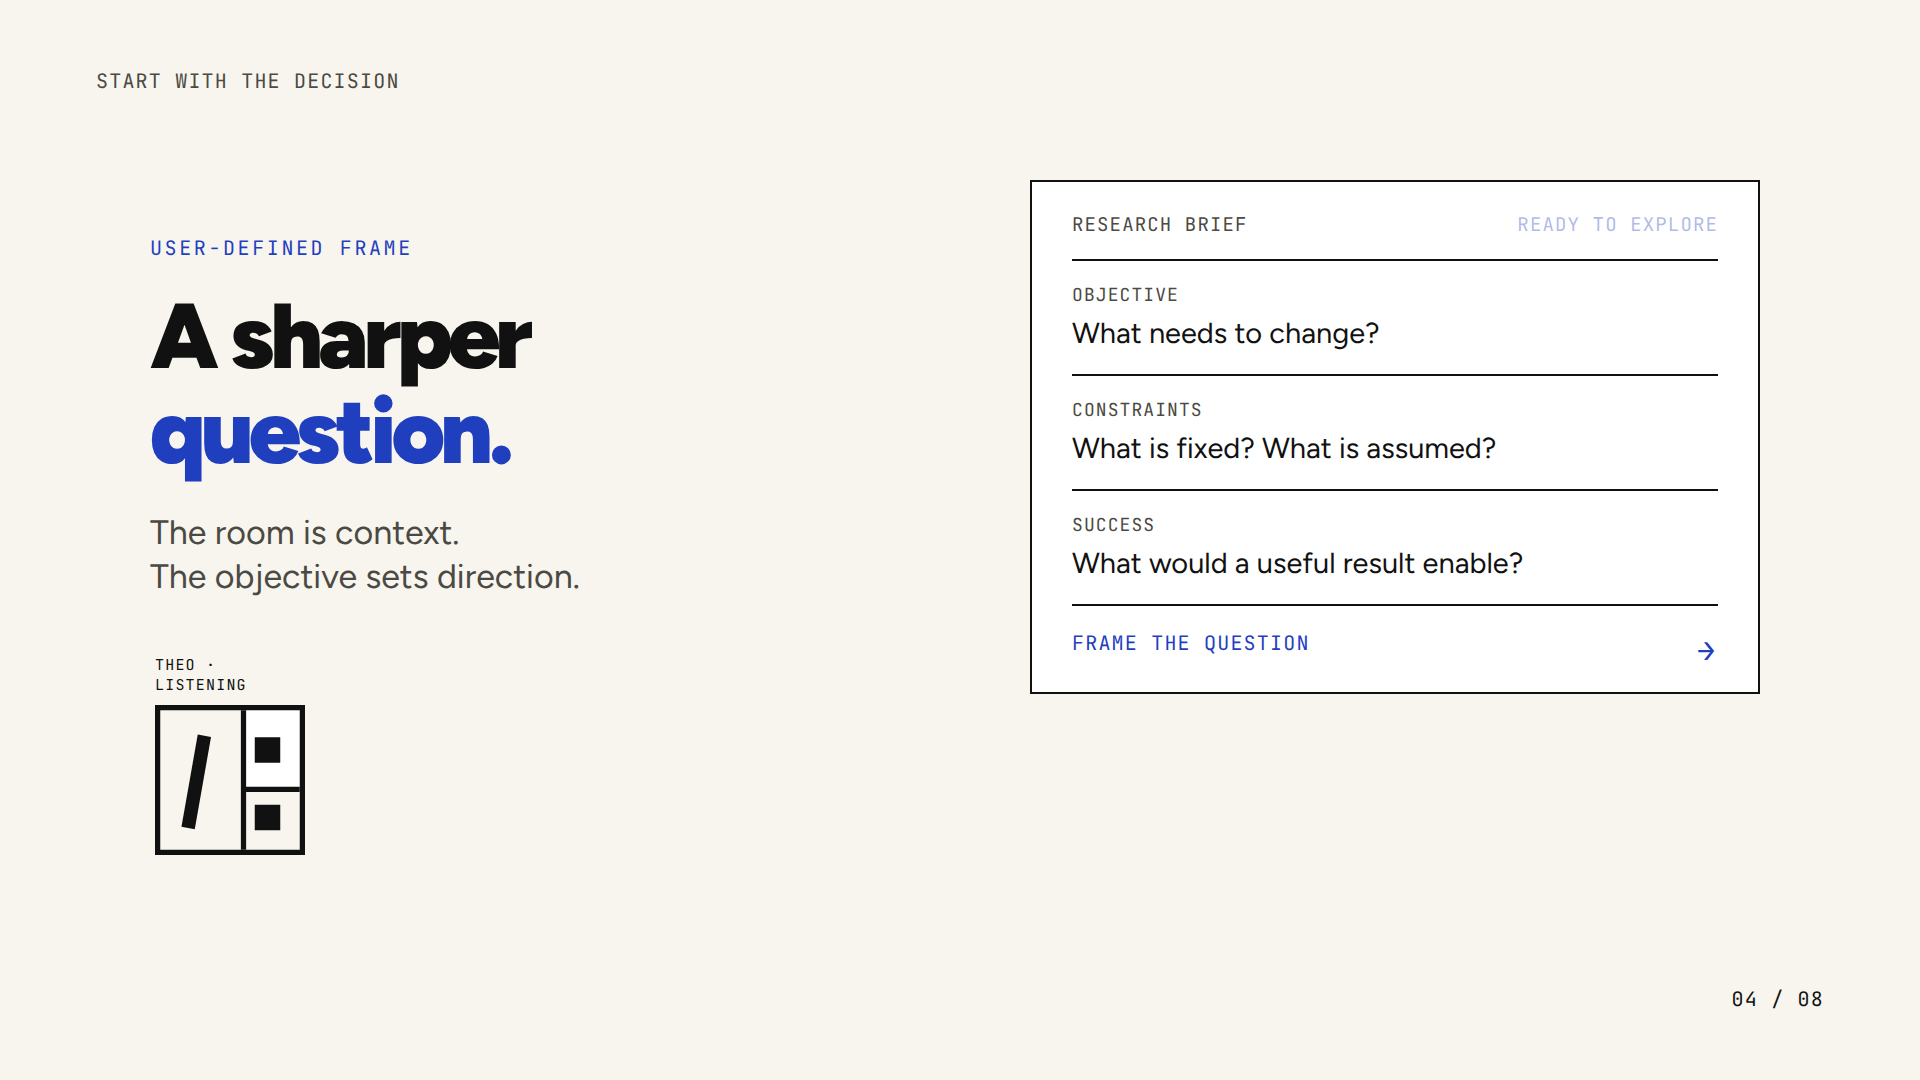 START WITH THE DECISION
USER-DEFINED FRAME
A sharper
question.
The room is context.
The objective sets direction.
THEO ·
LISTENING
RESEARCH BRIEF
READY TO EXPLORE
OBJECTIVE
What needs to change?
CONSTRAINTS
What is fixed? What is assumed?
SUCCESS
What would a useful result enable?
FRAME THE QUESTION →
04 / 08